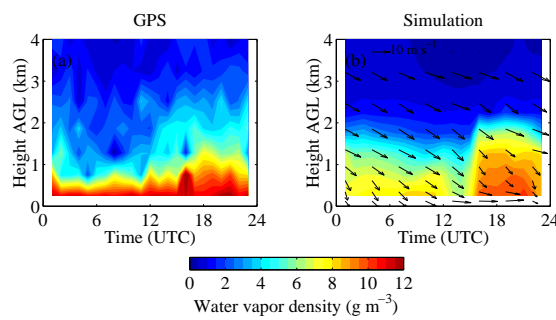 GPS
Simulation
(a)
(b)
10 m s⁻¹
Height AGL (km)
4
3
2
1
0
0 6 12 18 24
Time (UTC)
Height AGL (km)
4
3
2
1
0
0 6 12 18 24
Time (UTC)
0 2 4 6 8 10 12
Water vapor density (g m⁻³)